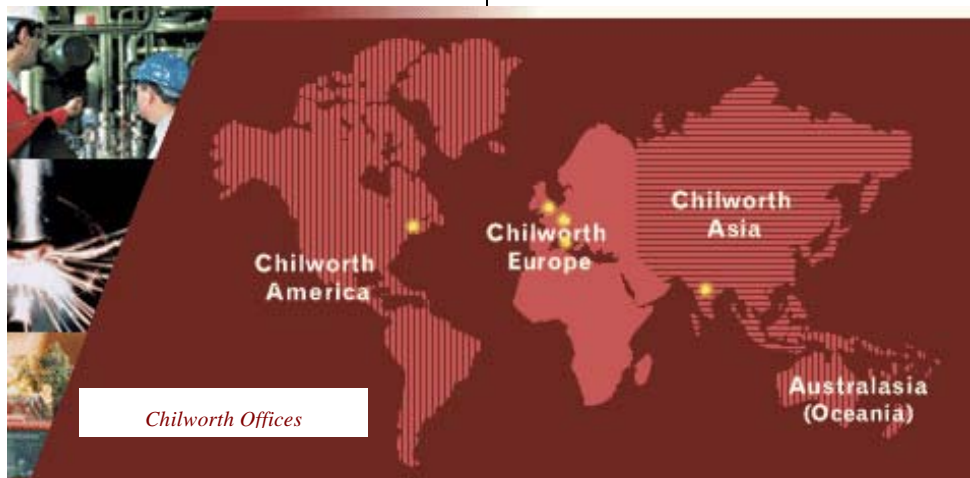 Chilworth
Asia
Chilworth
Europe
Chilworth
America
Australasia
(Oceania)
Chilworth Offices